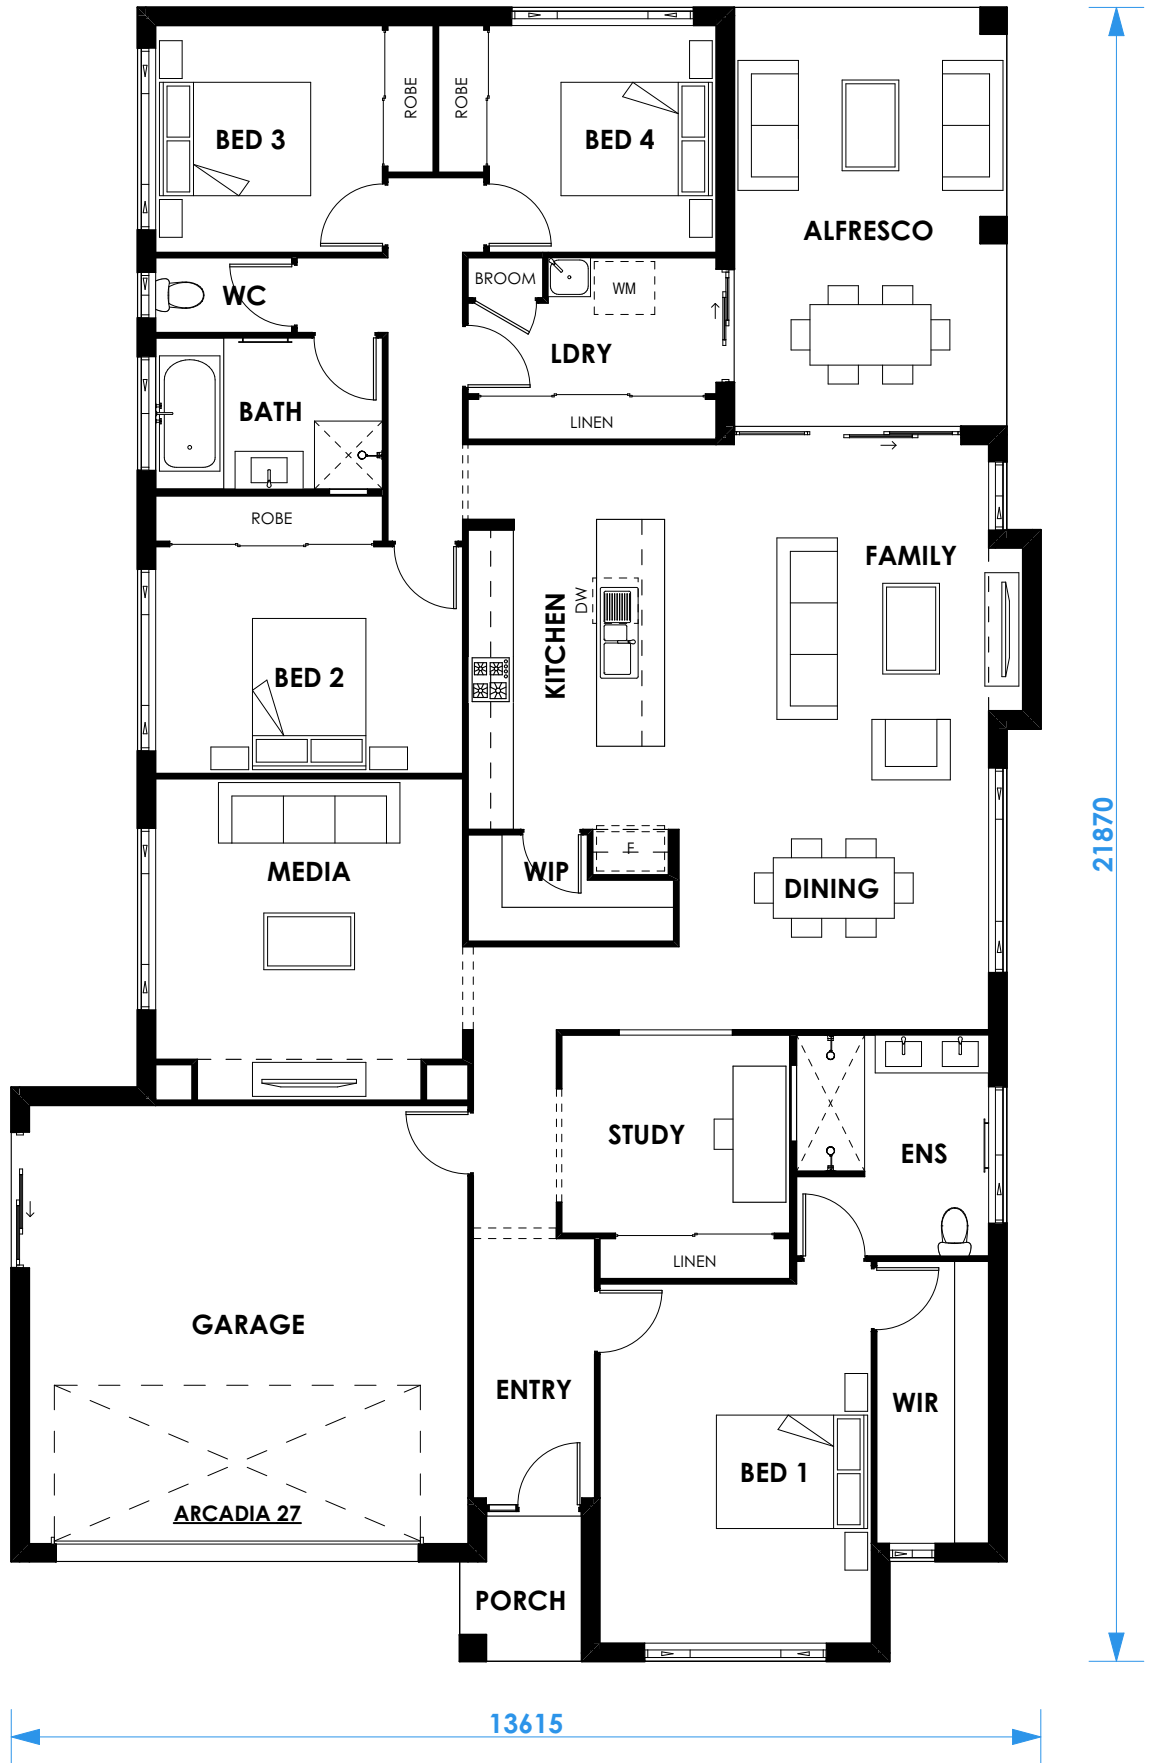 ROBE
ROBE
BED 3
BED 4
ALFRESCO
BROOM
WM
WC
LDRY
BATH
LINEN
ROBE
FAMILY
DW
KITCHEN
BED 2
21870
F
WIP
MEDIA
DINING
STUDY
ENS
LINEN
GARAGE
ENTRY
WIR
BED 1
ARCADIA 27
PORCH
13615